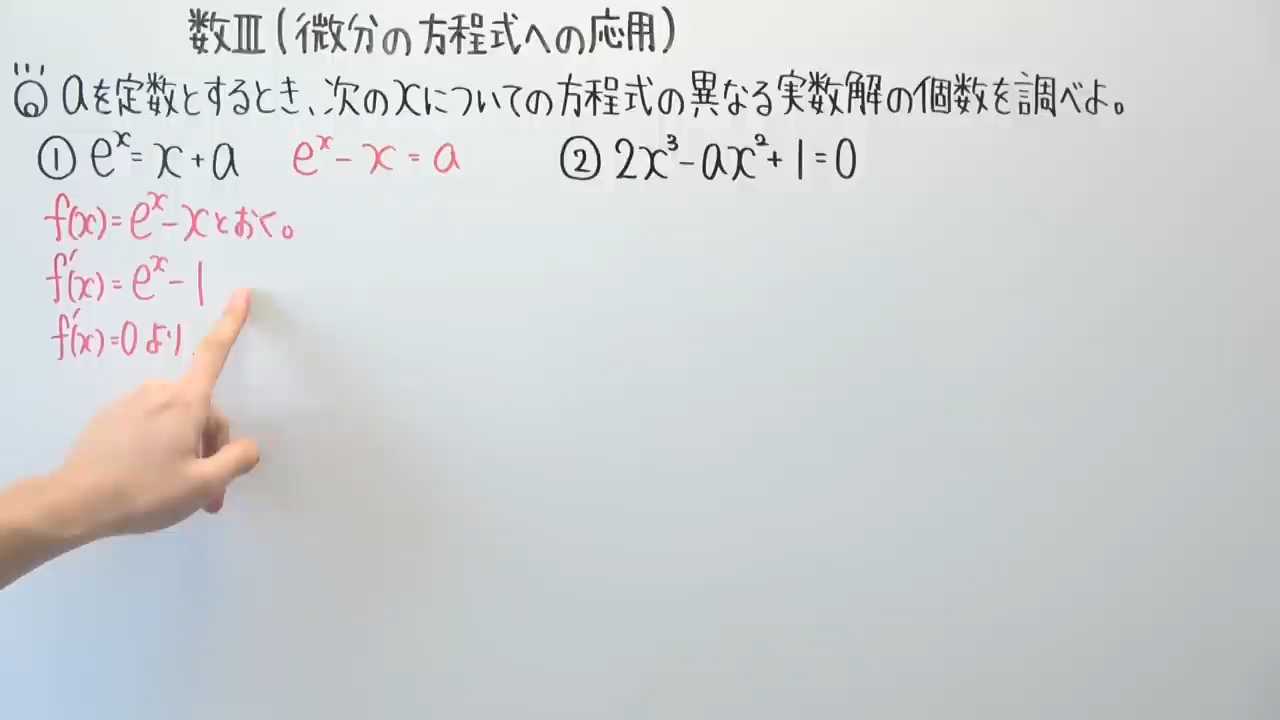 数Ⅲ(微分の方程式への応用)
Q aを定数とするとき、次のxについての方程式の異なる実数解の個数を調べよ。
① eˣ=x+a eˣ-x=a ② 2x³-ax²+1=0
f(x)=eˣ-xとおく。
f'(x)=eˣ-1
f'(x)=0より